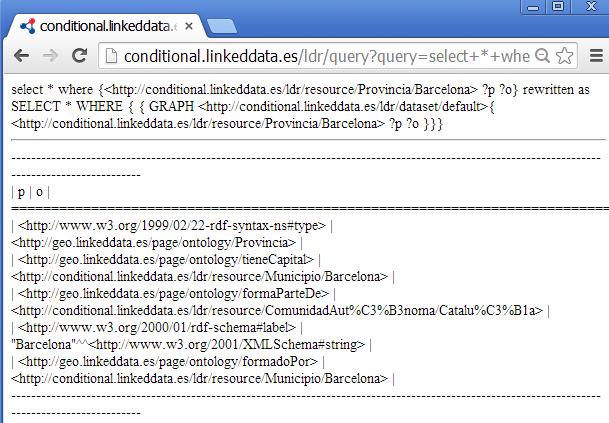 conditional.linkeddata.e
conditional.linkeddata.es/ldr/query?query=select+*+whe
select * where {<http://conditional.linkeddata.es/ldr/resource/Provincia/Barcelona> ?p ?o} rewritten as
SELECT * WHERE { { GRAPH <http://conditional.linkeddata.es/ldr/dataset/default>{
<http://conditional.linkeddata.es/ldr/resource/Provincia/Barcelona> ?p ?o }}}
----------------------------------------------------------------------------------------------------------------------
--------------------------
| p | o |
======================================================================================
| <http://www.w3.org/1999/02/22-rdf-syntax-ns#type> |
<http://geo.linkeddata.es/page/ontology/Provincia> |
| <http://geo.linkeddata.es/page/ontology/tieneCapital> |
<http://conditional.linkeddata.es/ldr/resource/Municipio/Barcelona> |
| <http://geo.linkeddata.es/page/ontology/formaParteDe> |
<http://conditional.linkeddata.es/ldr/resource/ComunidadAut%C3%B3noma/Catalu%C3%B1a> |
| <http://www.w3.org/2000/01/rdf-schema#label> |
"Barcelona"^^<http://www.w3.org/2001/XMLSchema#string> |
| <http://geo.linkeddata.es/page/ontology/formadoPor> |
<http://conditional.linkeddata.es/ldr/resource/Municipio/Barcelona> |
----------------------------------------------------------------------------------------------------------------------
--------------------------